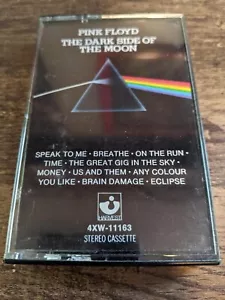 PINK FLOYD
THE DARK SIDE OF
THE MOON
SPEAK TO ME • BREATHE • ON THE RUN •
TIME • THE GREAT GIG IN THE SKY •
MONEY • US AND THEM • ANY COLOUR
YOU LIKE • BRAIN DAMAGE • ECLIPSE
HARVEST
4XW-11163
STEREO CASSETTE